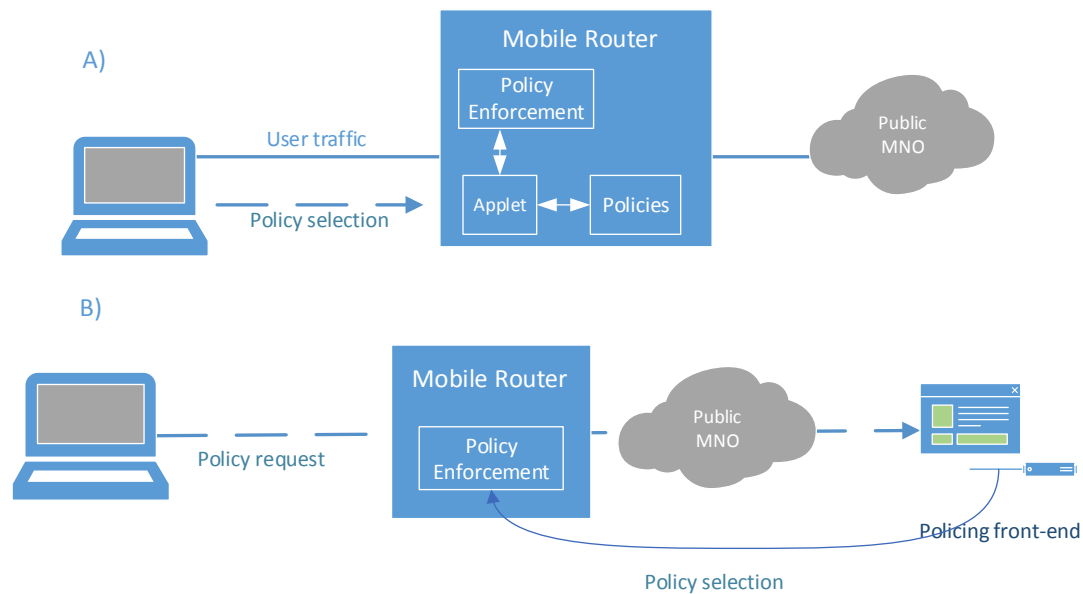 A)
Mobile Router
Policy
Enforcement
User traffic
Public
MNO
Applet
Policies
Policy selection
B)
Mobile Router
Public
MNO
Policy request
Policy
Enforcement
Policing front-end
Policy selection